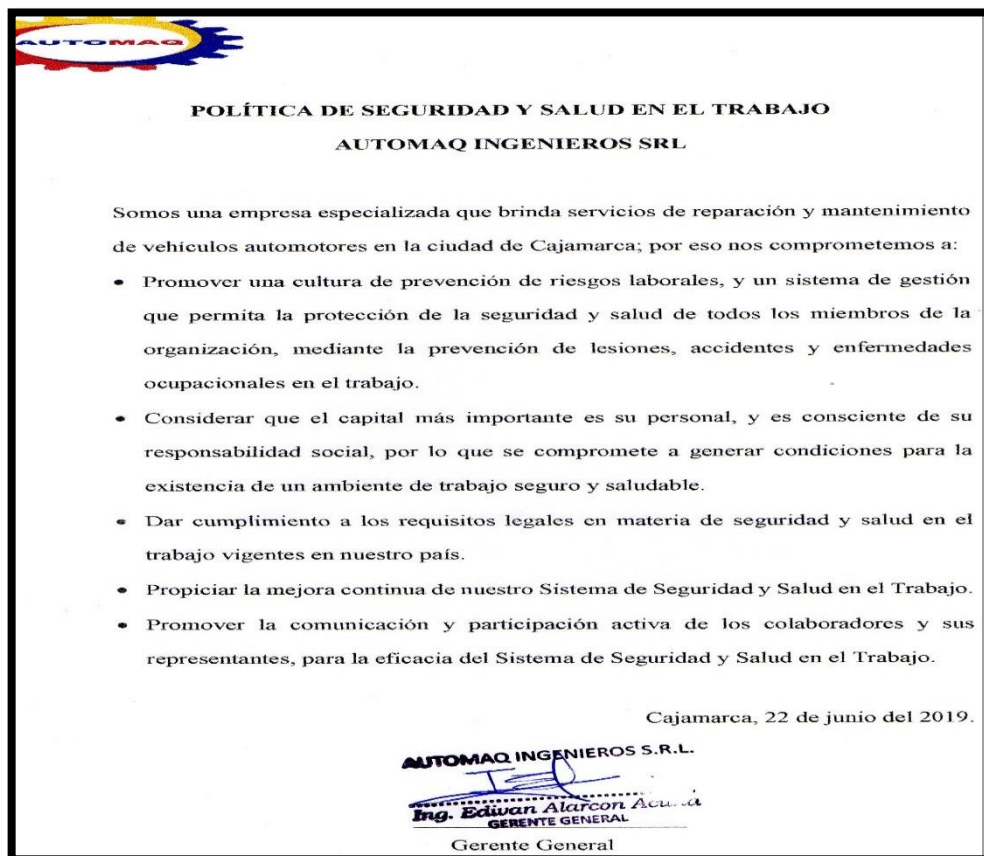 AUTOMAQ
POLÍTICA DE SEGURIDAD Y SALUD EN EL TRABAJO
AUTOMAQ INGENIEROS SRL
Somos una empresa especializada que brinda servicios de reparación y mantenimiento
de vehículos automotores en la ciudad de Cajamarca; por eso nos comprometemos a:
• Promover una cultura de prevención de riesgos laborales, y un sistema de gestión
que permita la protección de la seguridad y salud de todos los miembros de la
organización, mediante la prevención de lesiones, accidentes y enfermedades
ocupacionales en el trabajo.
• Considerar que el capital más importante es su personal, y es consciente de su
responsabilidad social, por lo que se compromete a generar condiciones para la
existencia de un ambiente de trabajo seguro y saludable.
• Dar cumplimiento a los requisitos legales en materia de seguridad y salud en el
trabajo vigentes en nuestro país.
• Propiciar la mejora continua de nuestro Sistema de Seguridad y Salud en el Trabajo.
• Promover la comunicación y participación activa de los colaboradores y sus
representantes, para la eficacia del Sistema de Seguridad y Salud en el Trabajo.
Cajamarca, 22 de junio del 2019.
AUTOMAQ INGENIEROS S.R.L.
Ing. Edivan Alarcon
GERENTE GENERAL
Gerente General